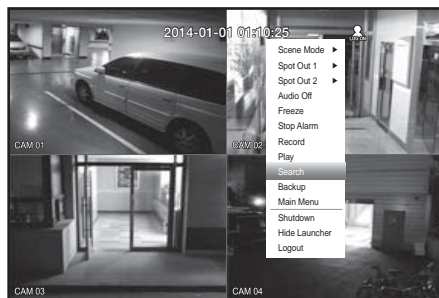 2014-01-01 01:10:25
LOG ON
Scene Mode
Spot Out 1
Spot Out 2
Audio Off
Freeze
Stop Alarm
Record
Play
Search
Backup
Main Menu
Shutdown
Hide Launcher
Logout
CAM 01
CAM 02
CAM 03
CAM 04